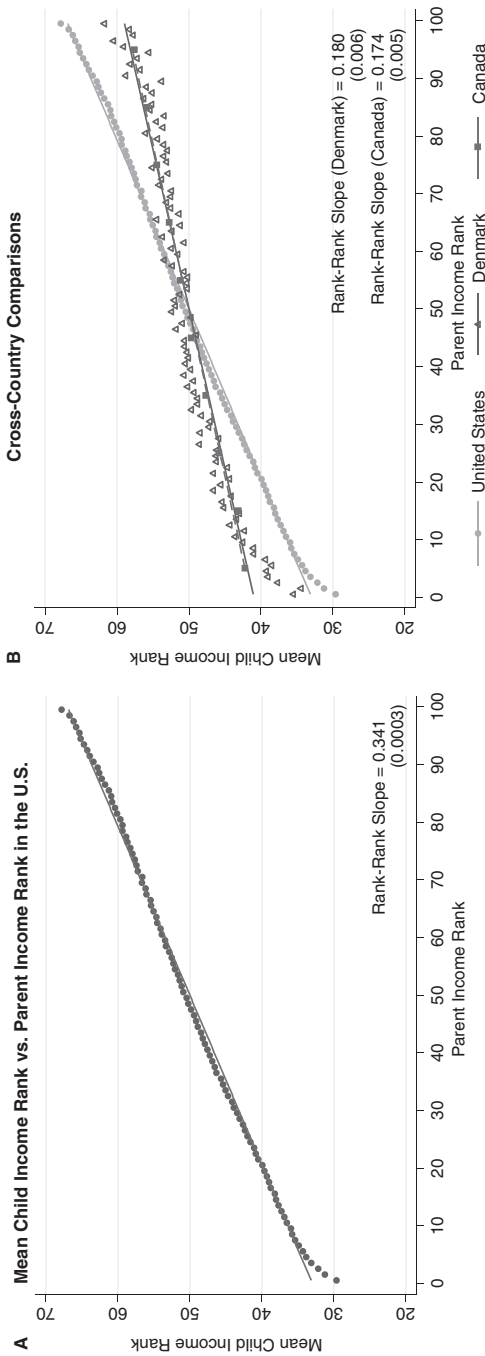 A
Mean Child Income Rank vs. Parent Income Rank in the U.S.
Mean Child Income Rank
70
60
50
40
30
20
Rank-Rank Slope = 0.341
(0.0003)
0 10 20 30 40 50 60 70 80 90 100
Parent Income Rank
B
Cross-Country Comparisons
Mean Child Income Rank
70
60
50
40
30
20
Rank-Rank Slope (Denmark) = 0.180
(0.006)
Rank-Rank Slope (Canada) = 0.174
(0.005)
0 10 20 30 40 50 60 70 80 90 100
Parent Income Rank
United States Denmark Canada